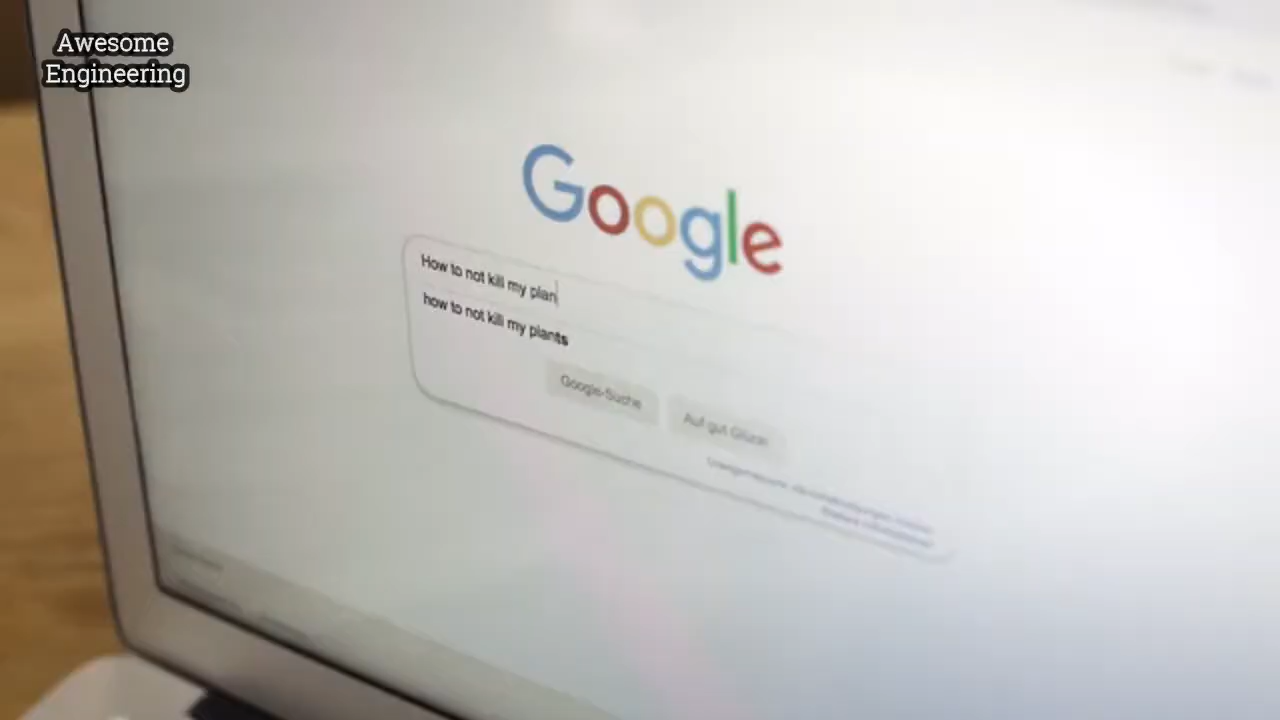 Awesome
Engineering
Google
How to not kill my plan
how to not kill my plants
Google-Suche
Auf gut Glück!